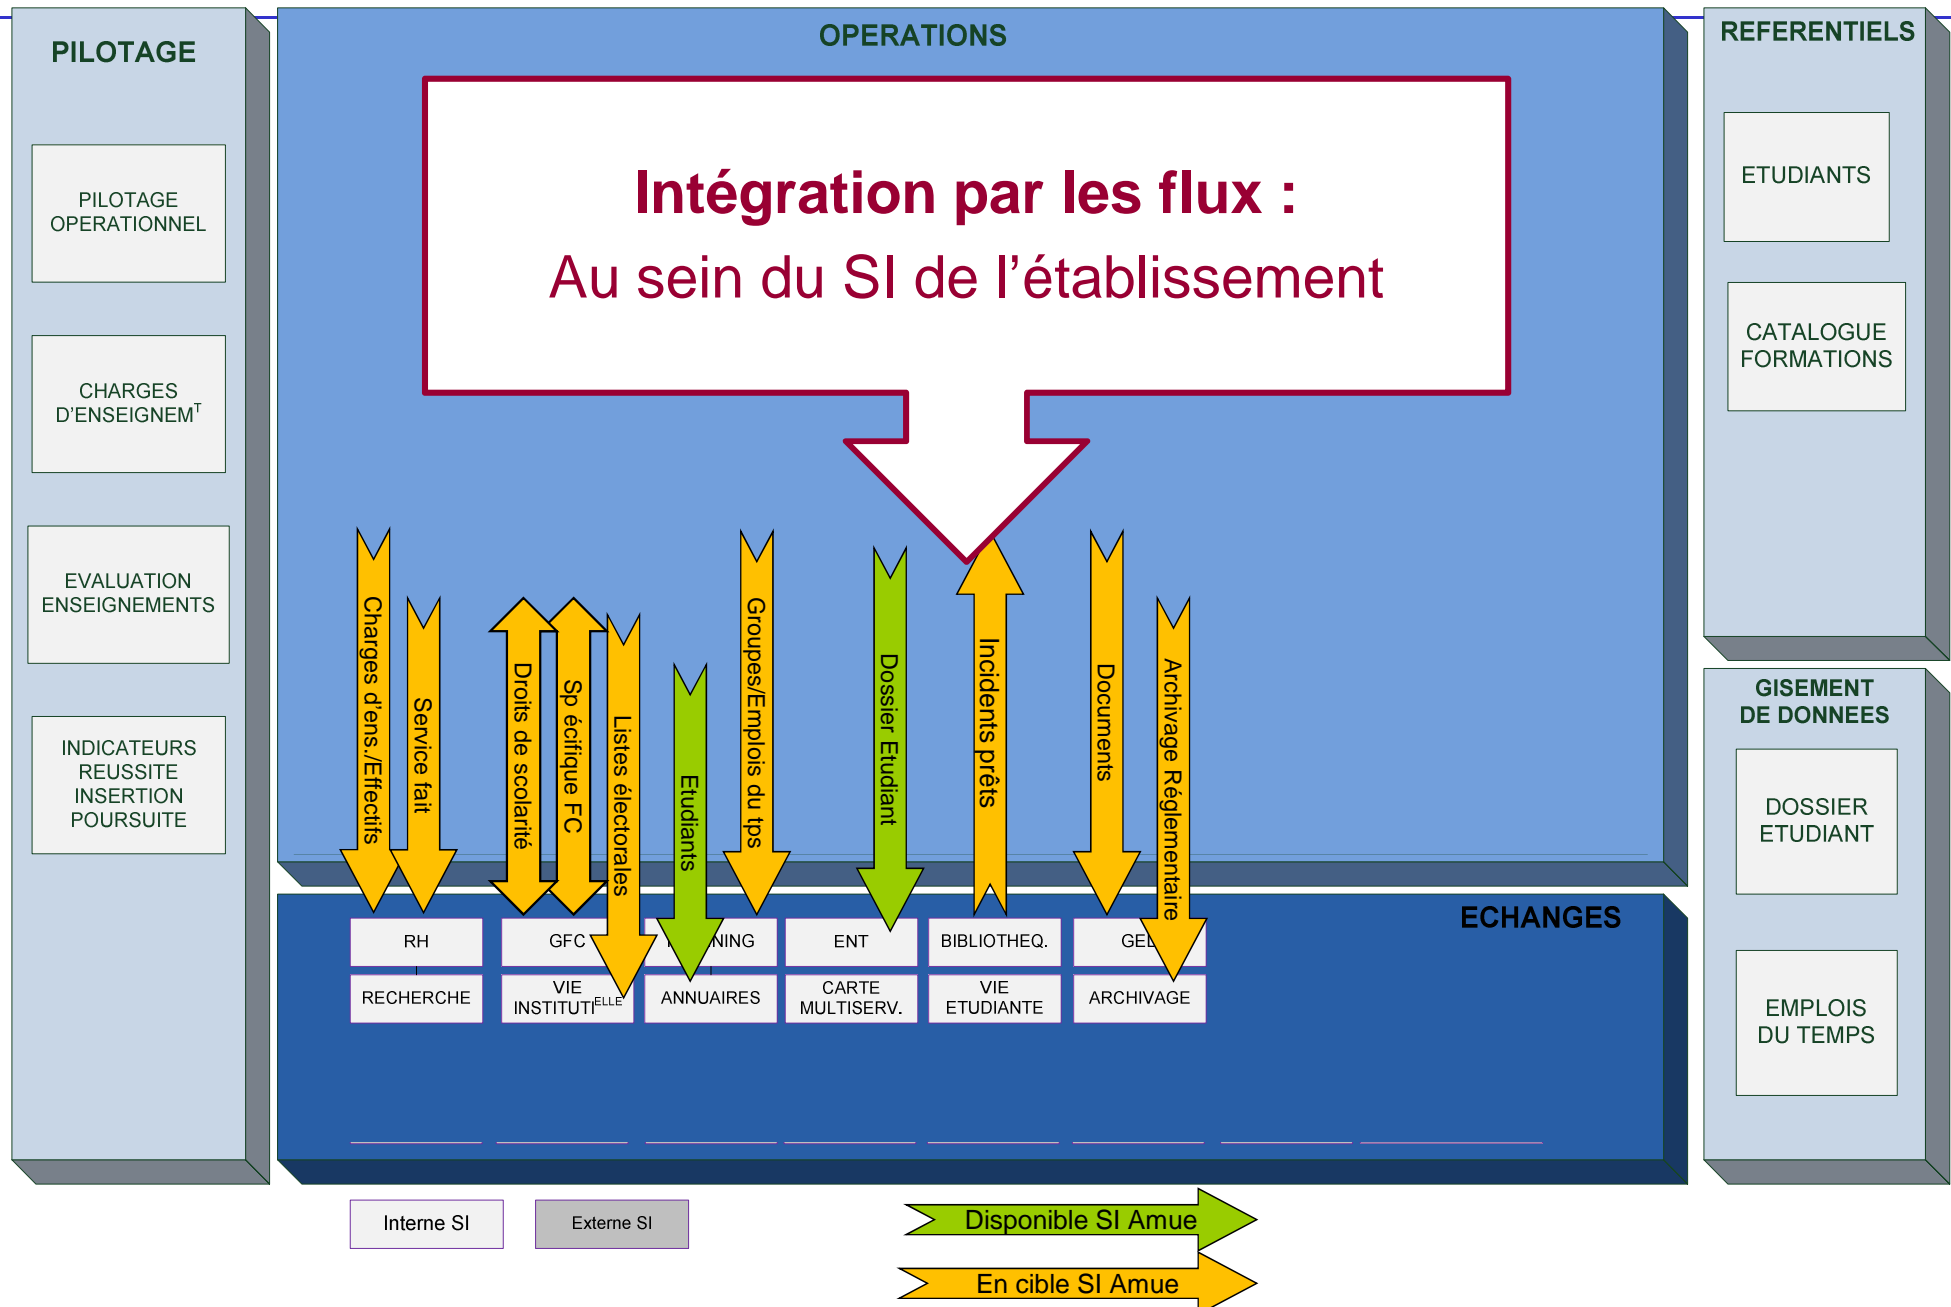 PILOTAGE
PILOTAGE
OPERATIONNEL
CHARGES
D'ENSEIGNEMT
EVALUATION
ENSEIGNEMENTS
INDICATEURS
REUSSITE
INSERTION
POURSUITE
OPERATIONS
Intégration par les flux :
Au sein du SI de l'établissement
Charges d'ens./Effectifs
Service fait
Droits de scolarité
Sp écifique FC
Listes électorales
Etudiants
Groupes/Emplois du tps
Dossier Etudiant
Incidents prêts
Documents
Archivage Réglementaire
ECHANGES
RH
GFC
NING
ENT
BIBLIOTHEQ.
RECHERCHE
VIE
INSTITUTIELLE
ANNUAIRES
CARTE
MULTISERV.
VIE
ETUDIANTE
ARCHIVAGE
REFERENTIELS
ETUDIANTS
CATALOGUE
FORMATIONS
GISEMENT
DE DONNEES
DOSSIER
ETUDIANT
EMPLOIS
DU TEMPS
Interne SI
Externe SI
Disponible SI Amue
En cible SI Amue